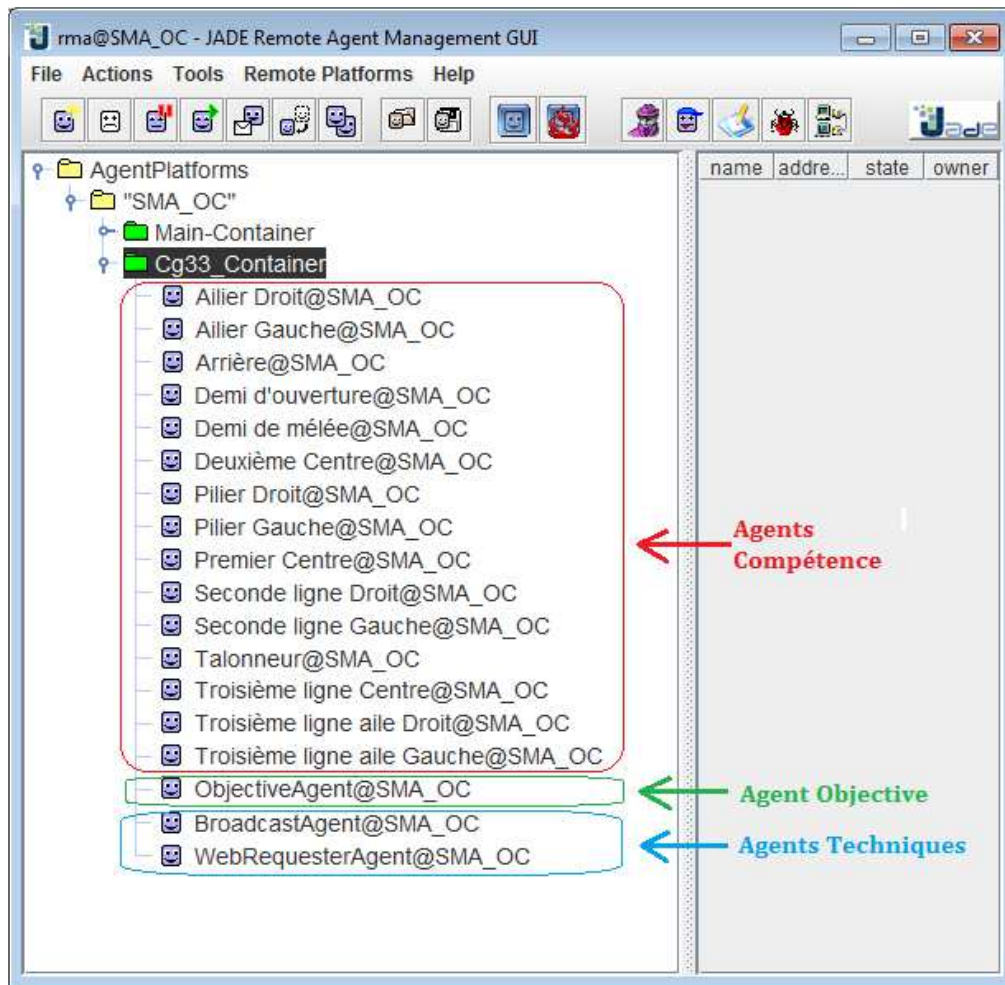 rma@SMA_OC - JADE Remote Agent Management GUI
File Actions Tools Remote Platforms Help
Jade
AgentPlatforms
name addre... state owner
"SMA_OC"
Main-Container
Cg33_Container
Ailier Droit@SMA_OC
Ailier Gauche@SMA_OC
Arrière@SMA_OC
Demi d'ouverture@SMA_OC
Demi de mélée@SMA_OC
Deuxième Centre@SMA_OC
Pilier Droit@SMA_OC
Pilier Gauche@SMA_OC
Premier Centre@SMA_OC
Seconde ligne Droit@SMA_OC
Seconde ligne Gauche@SMA_OC
Talonneur@SMA_OC
Troisième ligne Centre@SMA_OC
Troisième ligne aile Droit@SMA_OC
Troisième ligne aile Gauche@SMA_OC
Agents
Compétence
ObjectiveAgent@SMA_OC
Agent Objective
BroadcastAgent@SMA_OC
WebRequesterAgent@SMA_OC
Agents Techniques